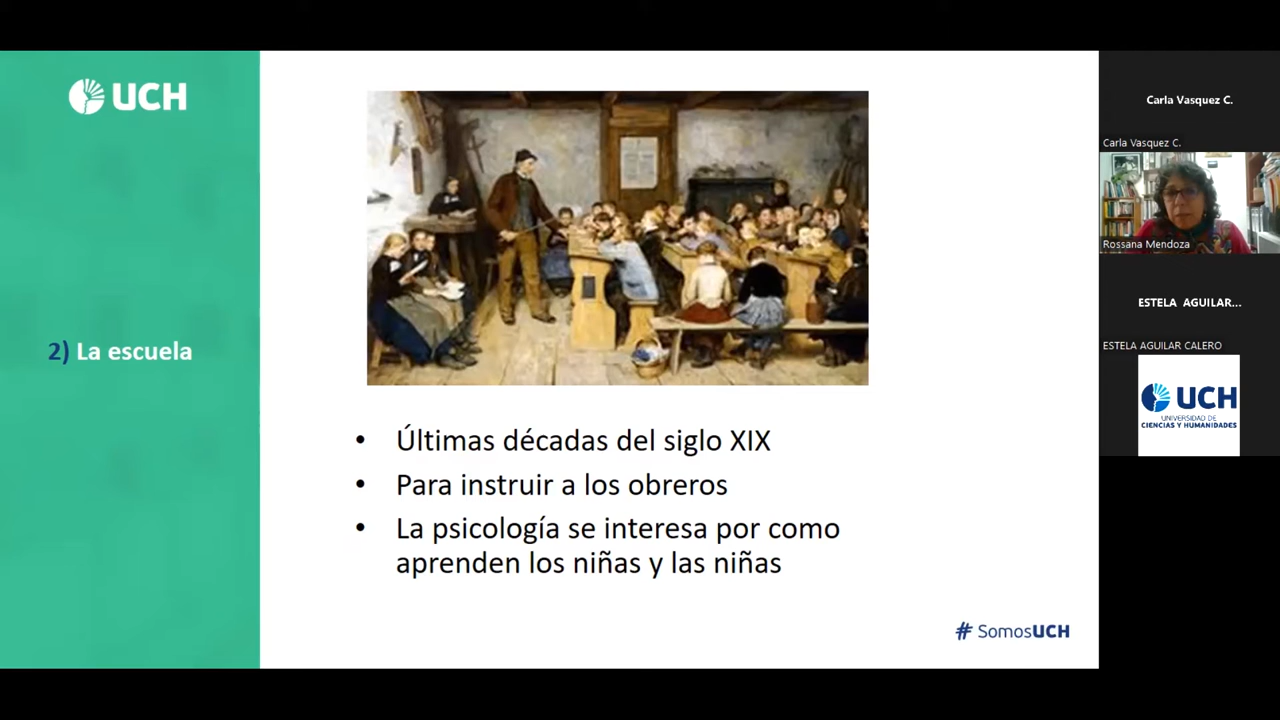 UCH
2) La escuela
• Últimas décadas del siglo XIX
• Para instruir a los obreros
• La psicología se interesa por como
aprenden los niñas y las niñas
# SomosUCH
Carla Vasquez C.
Carla Vasquez C.
Rossana Mendoza
ESTELA AGUILAR...
ESTELA AGUILAR CALERO
UCH
UNIVERSIDAD DE
CIENCIAS Y HUMANIDADES